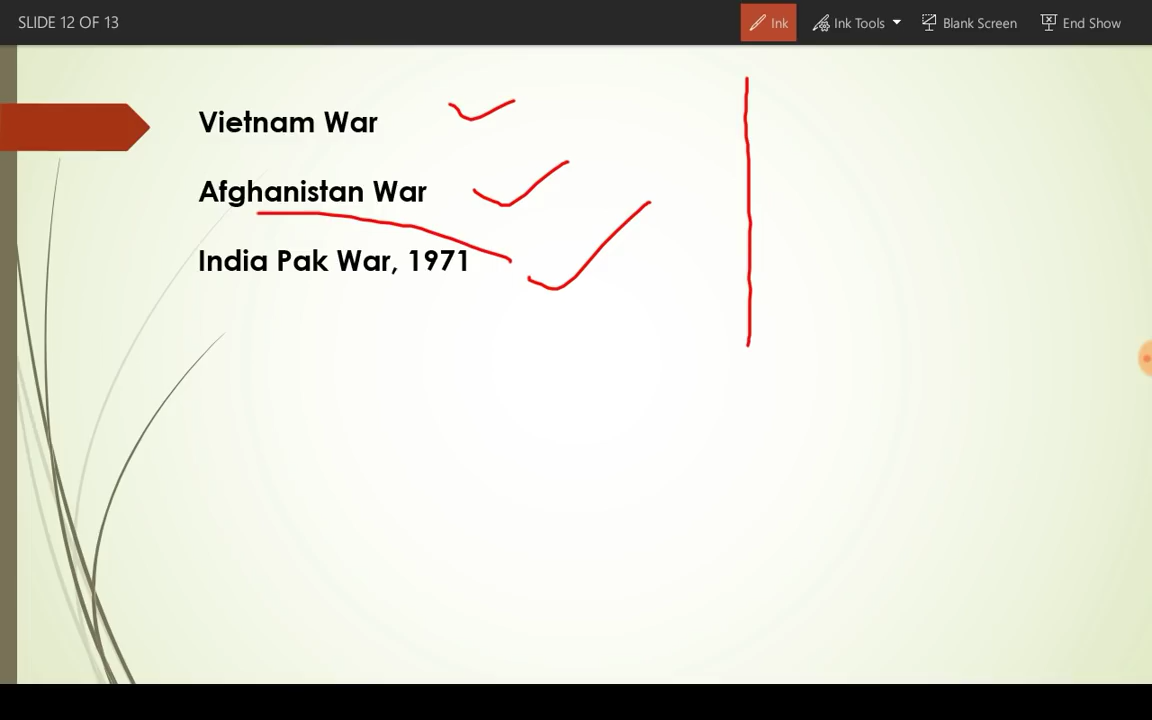 SLIDE 12 OF 13
Ink
Ink Tools
Blank Screen
End Show
Vietnam War
Afghanistan War
India Pak War, 1971